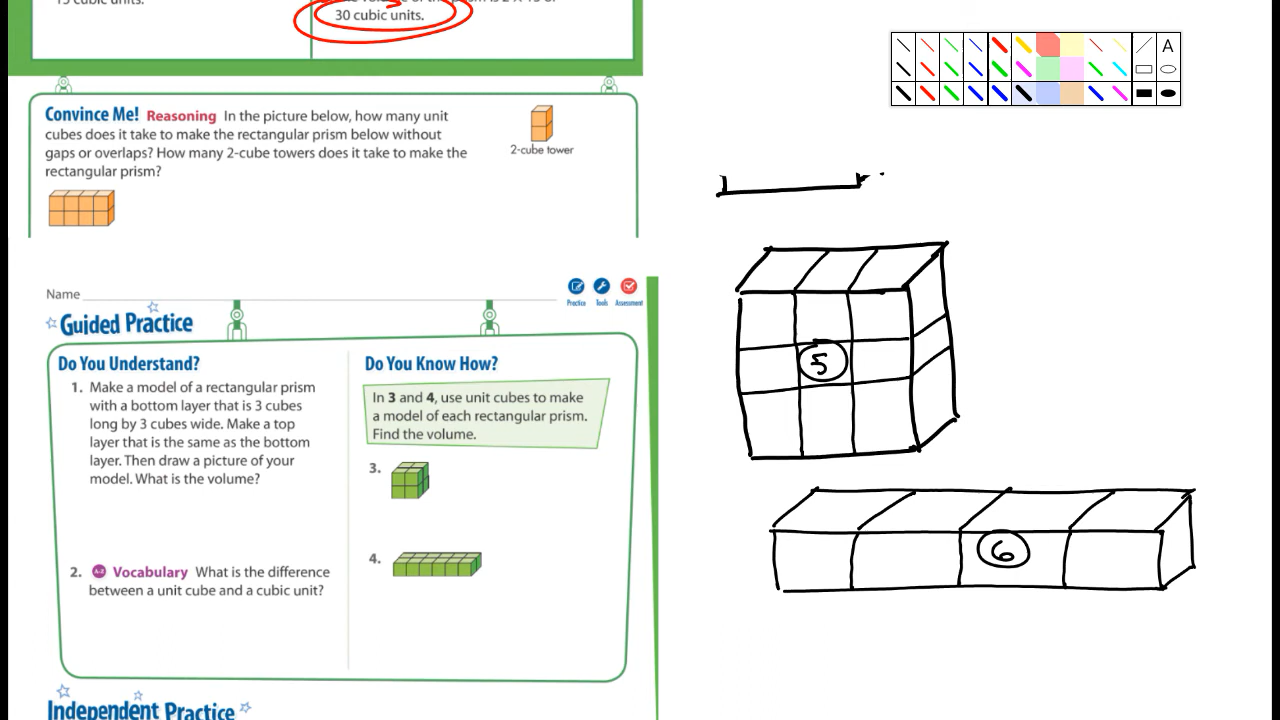 30 cubic units.
Convince Me! Reasoning In the picture below, how many unit
cubes does it take to make the rectangular prism below without
gaps or overlaps? How many 2-cube towers does it take to make the
rectangular prism?
2-cube tower
Name
Practice Tools Assessment
Guided Practice
Do You Understand?
1. Make a model of a rectangular prism
with a bottom layer that is 3 cubes
long by 3 cubes wide. Make a top
layer that is the same as the bottom
layer. Then draw a picture of your
model. What is the volume?
2. Vocabulary What is the difference
between a unit cube and a cubic unit?
Do You Know How?
In 3 and 4, use unit cubes to make
a model of each rectangular prism.
Find the volume.
3.
4.
Independent Practice
A
5
6